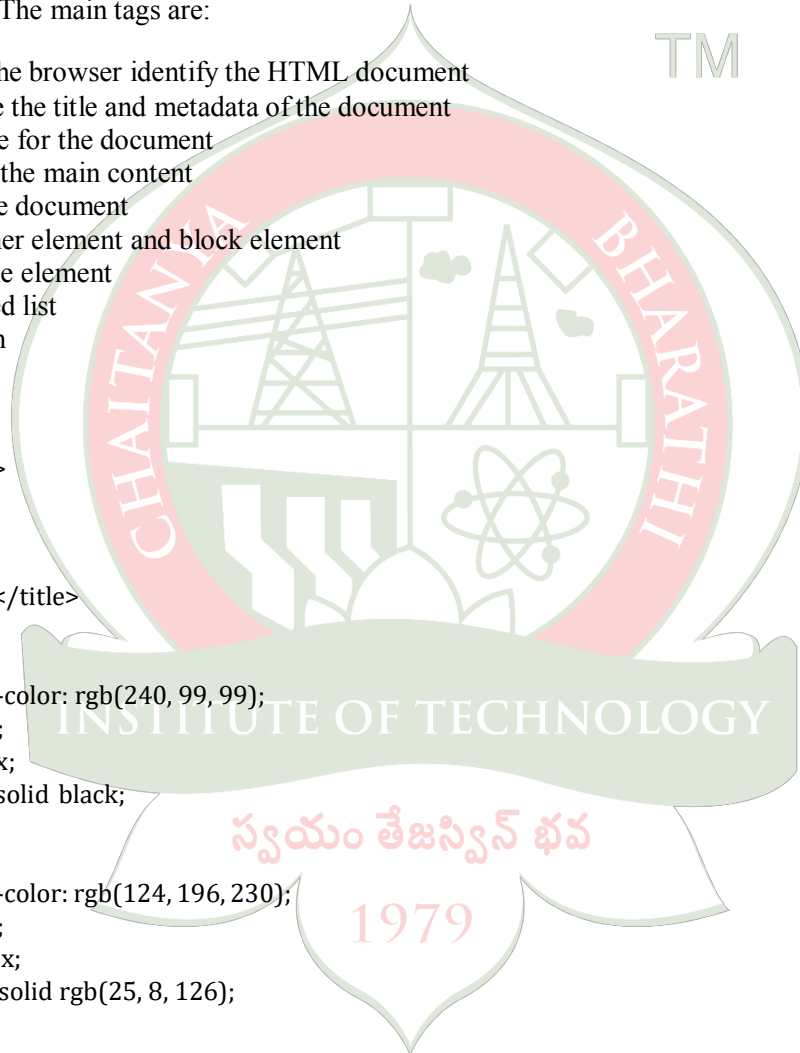 The main tags are:
TM
he browser identify the HTML document
e the title and metadata of the document
e for the document
the main content
e document
ner element and block element
e element
ed list
n
>
</title>
-color: rgb(240, 99, 99);
;
x;
solid black;
-color: rgb(124, 196, 230);
;
x;
solid rgb(25, 8, 126);
CHAITANYA BHARATHI
INSTITUTE OF TECHNOLOGY
స్వయం తేజస్విన్ భవ
1979